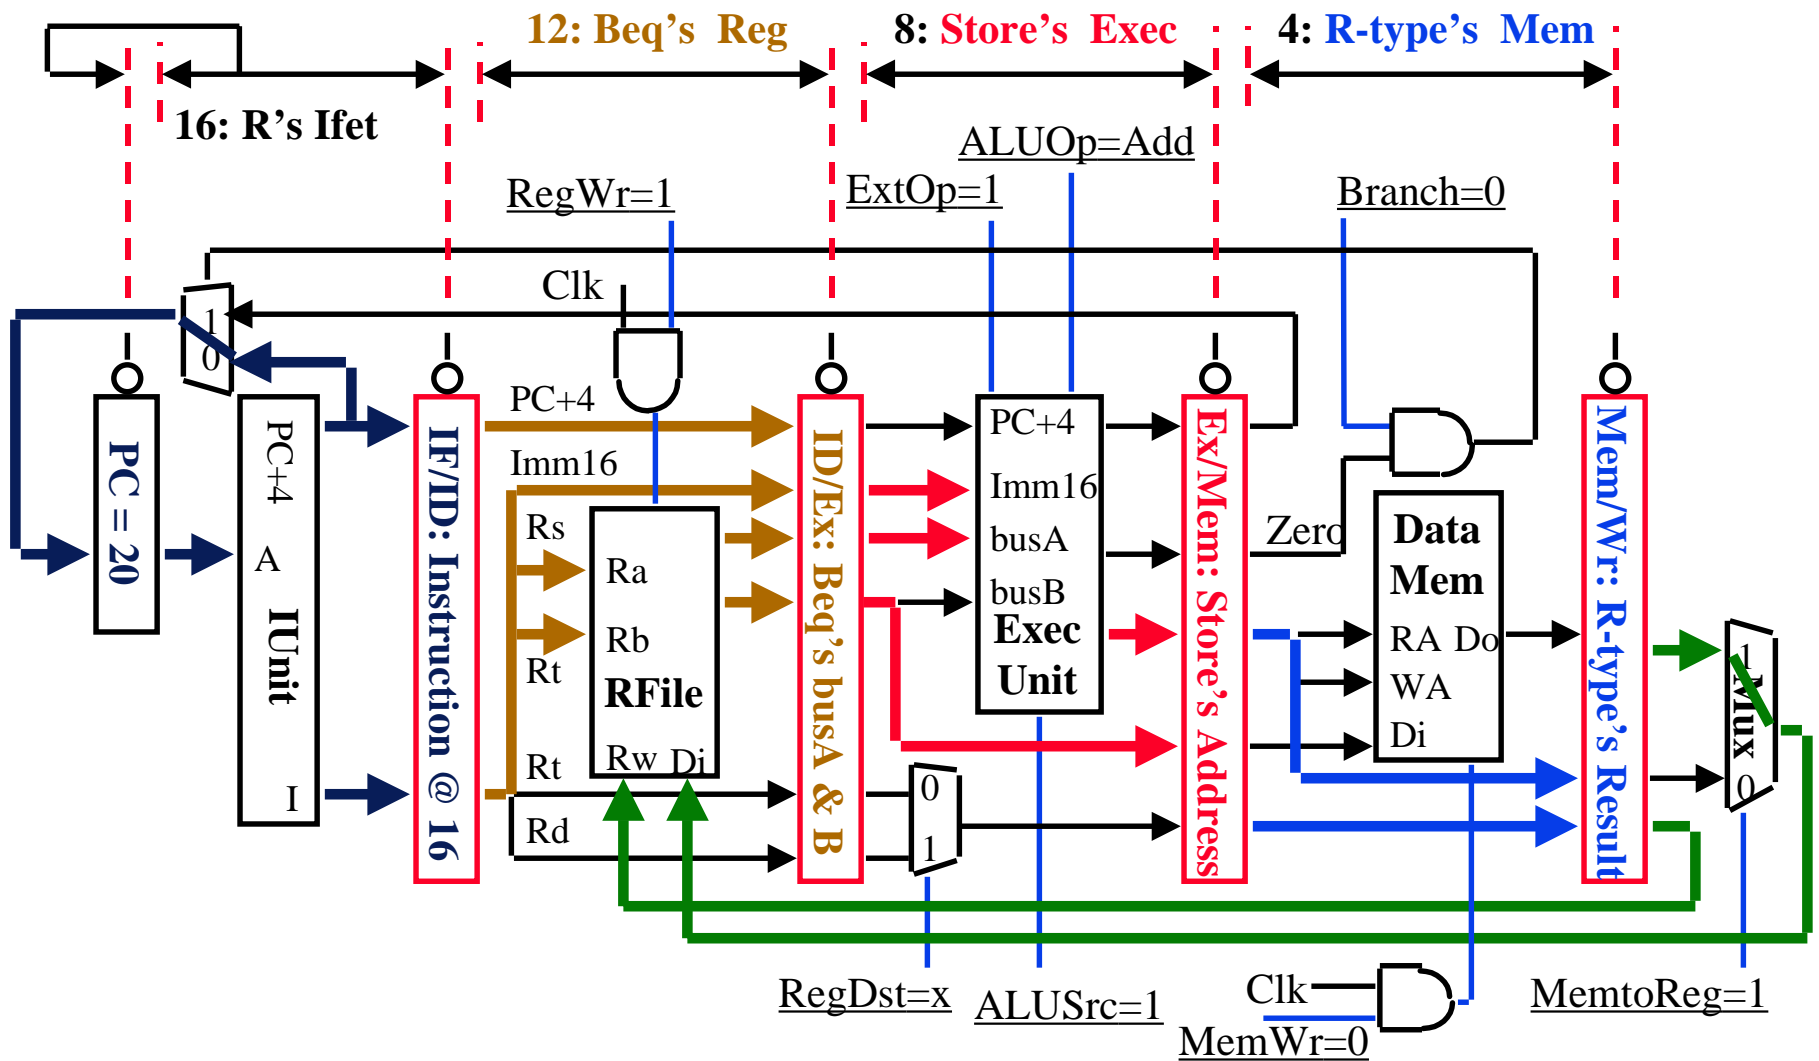 12: Beq's Reg
8: Store's Exec
4: R-type's Mem
16: R's Ifet
ALUOp=Add
RegWr=1
ExtOp=1
Branch=0
Clk
1
0
PC = 20
PC+4
A
IUnit
I
IF/ID: Instruction @ 16
PC+4
Imm16
Rs
Ra
Rb
Rt
RFile
Rw Di
Rt
Rd
ID/Ex: Beq's busA & B
PC+4
Imm16
busA
busB
Exec
Unit
0
1
Ex/Mem: Store's Address
Zero
Data
Mem
RA Do
WA
Di
Mem/Wr: R-type's Result
1
Mux
0
RegDst=x
ALUSrc=1
Clk
MemWr=0
MemtoReg=1